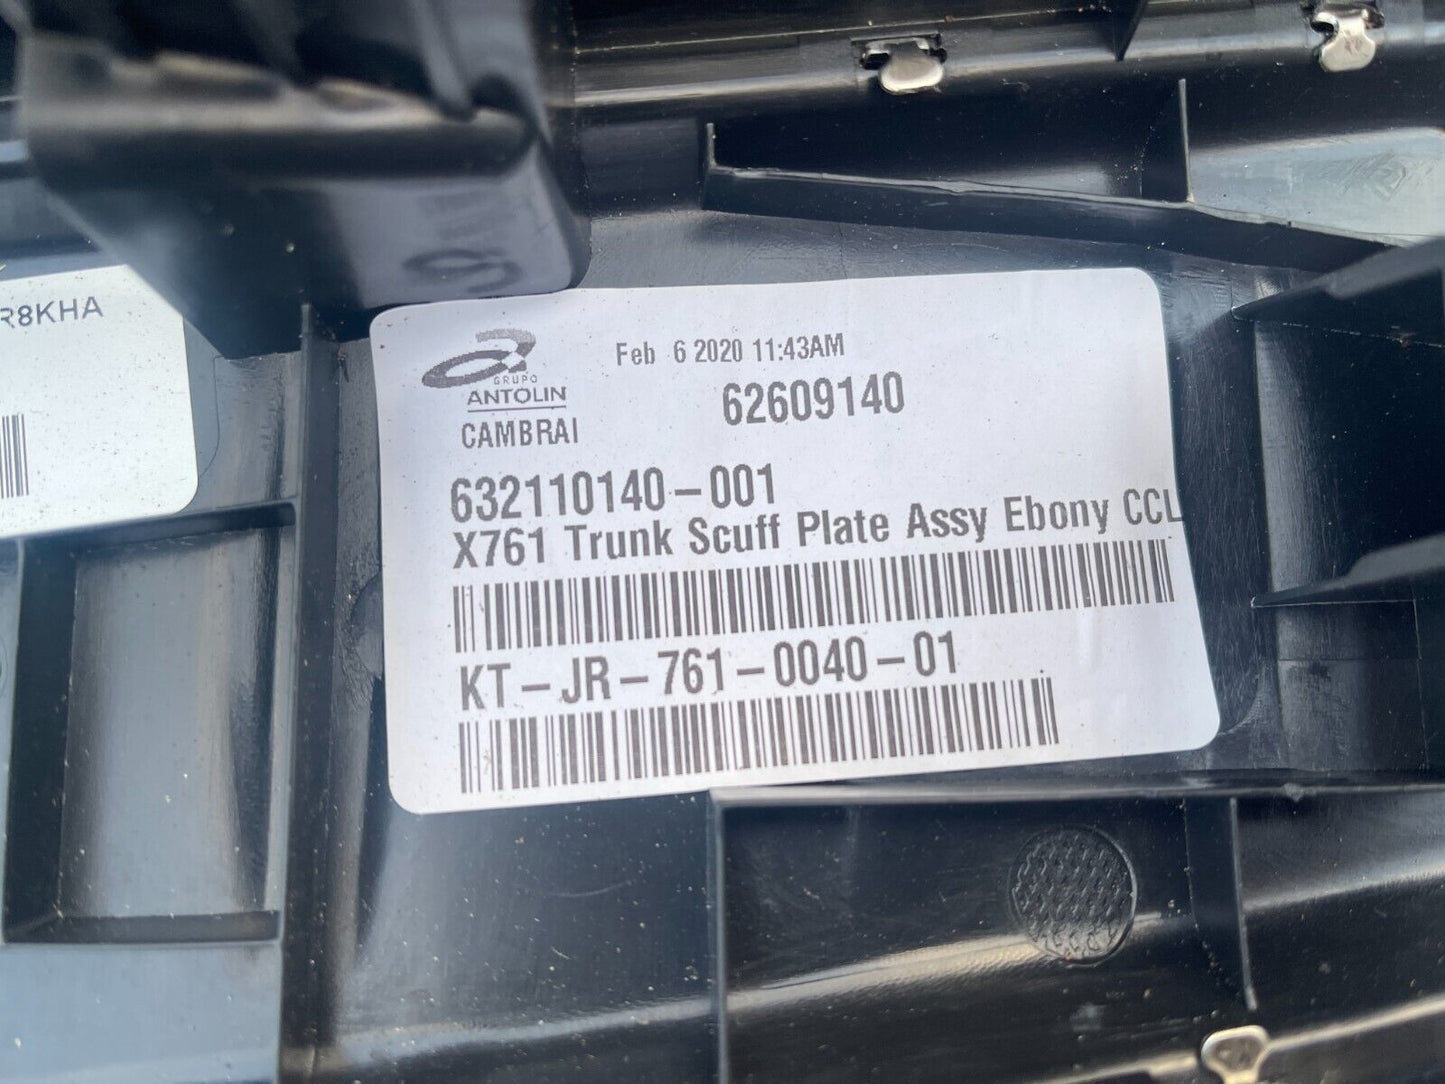 R8KHA
GRUPO
ANTOLIN
CAMBRAI
Feb 6 2020 11:43AM
62609140
632110140-001
X761 Trunk Scuff Plate Assy Ebony CCL
KT-JR-761-0040-01